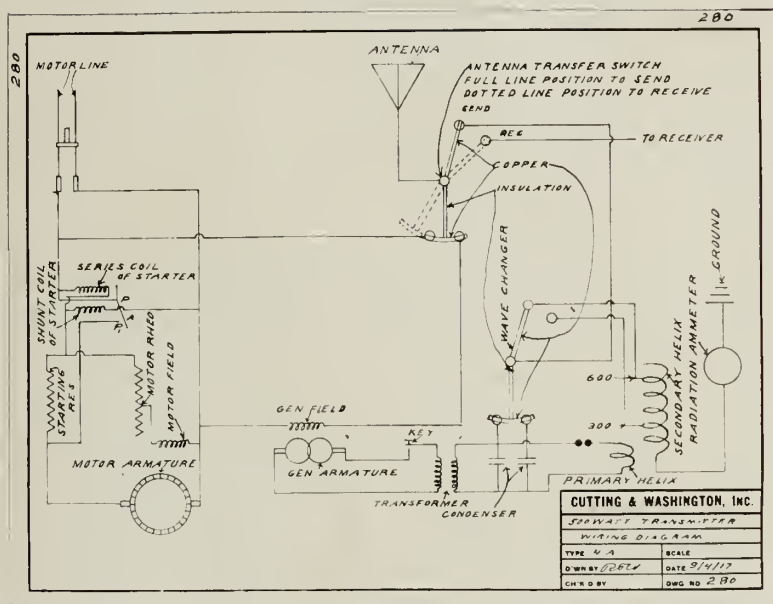 280
280
MOTOR LINE
ANTENNA
ANTENNA TRANSFER SWITCH
FULL LINE POSITION TO SEND
DOTTED LINE POSITION TO RECEIVE
SEND
REC
TO RECEIVER
COPPER
INSULATION
GROUND
SERIES COIL
OF STARTER
SHUNT COIL
OF STARTER
P
A
P1
WAVE CHANGER
RADIATION AMMETER
SECONDARY HELIX
600
300
STARTING
RES
MOTOR RHEO
MOTOR FIELD
GEN FIELD
KEY
GEN ARMATURE
MOTOR ARMATURE
TRANSFORMER
CONDENSER
PRIMARY HELIX
CUTTING & WASHINGTON, INC.
500 WATT TRANSMITTER
WIRING DIAGRAM
TYPE 4 A
SCALE
D'WN BY
DATE 9/4/17
CH'K'D BY
DWG NO 280